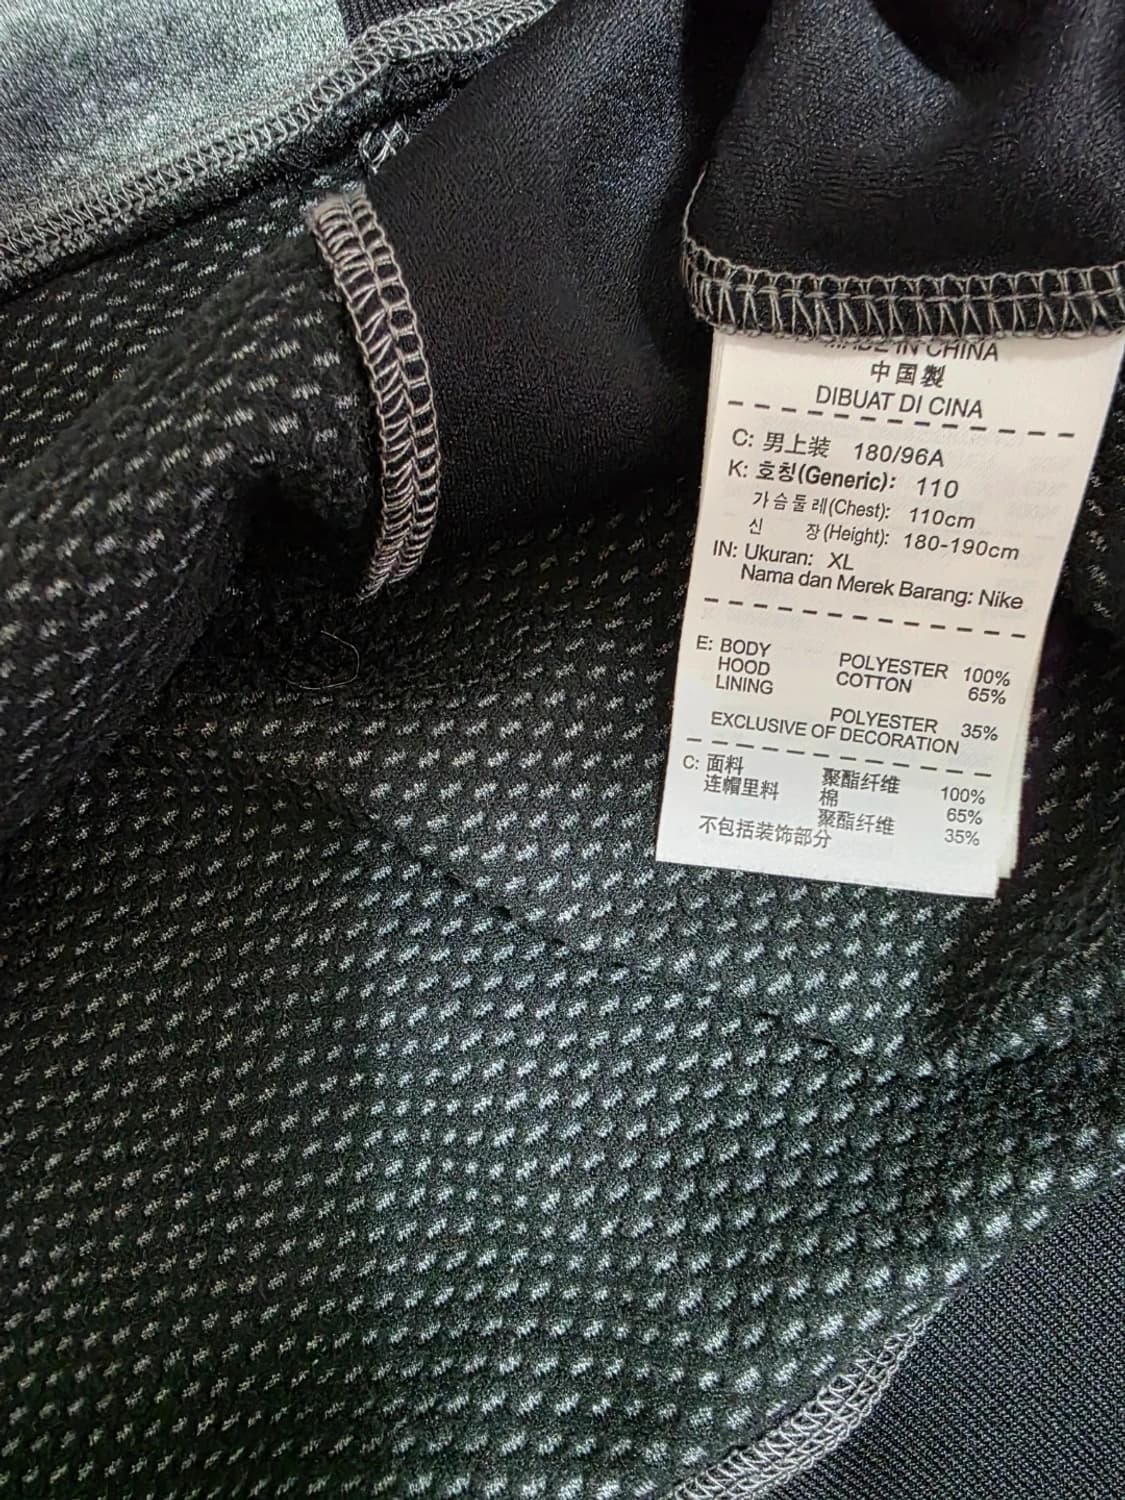 MADE IN CHINA
中国製
DIBUAT DI CINA
C: 男上装 180/96A
K: 호칭(Generic): 110
가슴둘레(Chest): 110cm
신 장(Height): 180-190cm
IN: Ukuran: XL
Nama dan Merek Barang: Nike
E: BODY POLYESTER 100%
HOOD COTTON 65%
LINING
POLYESTER 35%
EXCLUSIVE OF DECORATION
C: 面料 聚酯纤维 100%
连帽里料 棉 65%
聚酯纤维 35%
不包括装饰部分